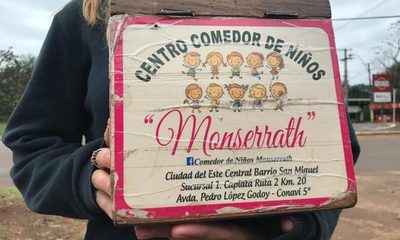 CENTRO COMEDOR DE NIÑOS
"Monserrath"
Comedor de Niños Monserrath
Ciudad del Este Central Barrio San Miguel
Sucursal 1. Capiata Ruta 2 Km. 20
Avda. Pedro López Godoy - Conavi 5°